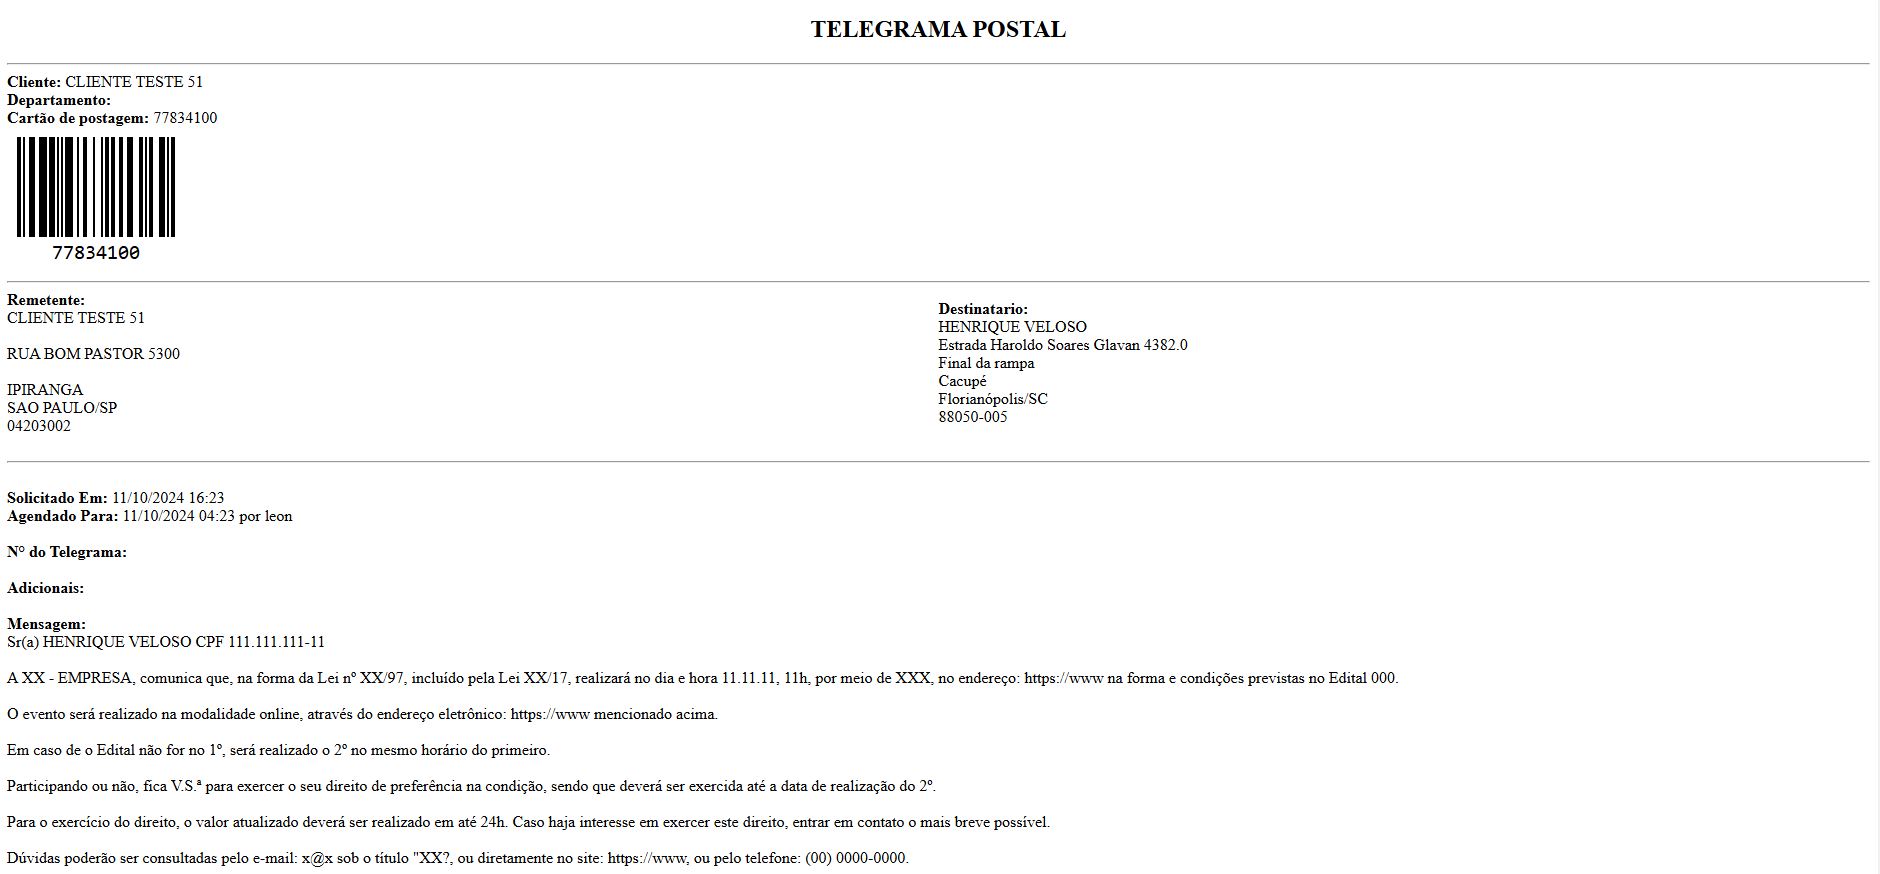 TELEGRAMA POSTAL
Cliente: CLIENTE TESTE 51
Departamento:
Cartão de postagem: 77834100
77834100
Remetente:
CLIENTE TESTE 51
RUA BOM PASTOR 5300
IPIRANGA
SAO PAULO/SP
04203002
Destinatario:
HENRIQUE VELOSO
Estrada Haroldo Soares Glavan 4382.0
Final da rampa
Cacupé
Florianópolis/SC
88050-005
Solicitado Em: 11/10/2024 16:23
Agendado Para: 11/10/2024 04:23 por leon
Nº do Telegrama:
Adicionais:
Mensagem:
Sr(a) HENRIQUE VELOSO CPF 111.111.111-11
A XX - EMPRESA, comunica que, na forma da Lei nº XX/97, incluído pela Lei XX/17, realizará no dia e hora 11.11.11, 11h, por meio de XXX, no endereço: https://www na forma e condições previstas no Edital 000.
O evento será realizado na modalidade online, através do endereço eletrônico: https://www mencionado acima.
Em caso de o Edital não for no 1º, será realizado o 2º no mesmo horário do primeiro.
Participando ou não, fica V.S.ª para exercer o seu direito de preferência na condição, sendo que deverá ser exercida até a data de realização do 2º.
Para o exercício do direito, o valor atualizado deverá ser realizado em até 24h. Caso haja interesse em exercer este direito, entrar em contato o mais breve possível.
Dúvidas poderão ser consultadas pelo e-mail: x@x sob o título "XX?, ou diretamente no site: https://www, ou pelo telefone: (00) 0000-0000.